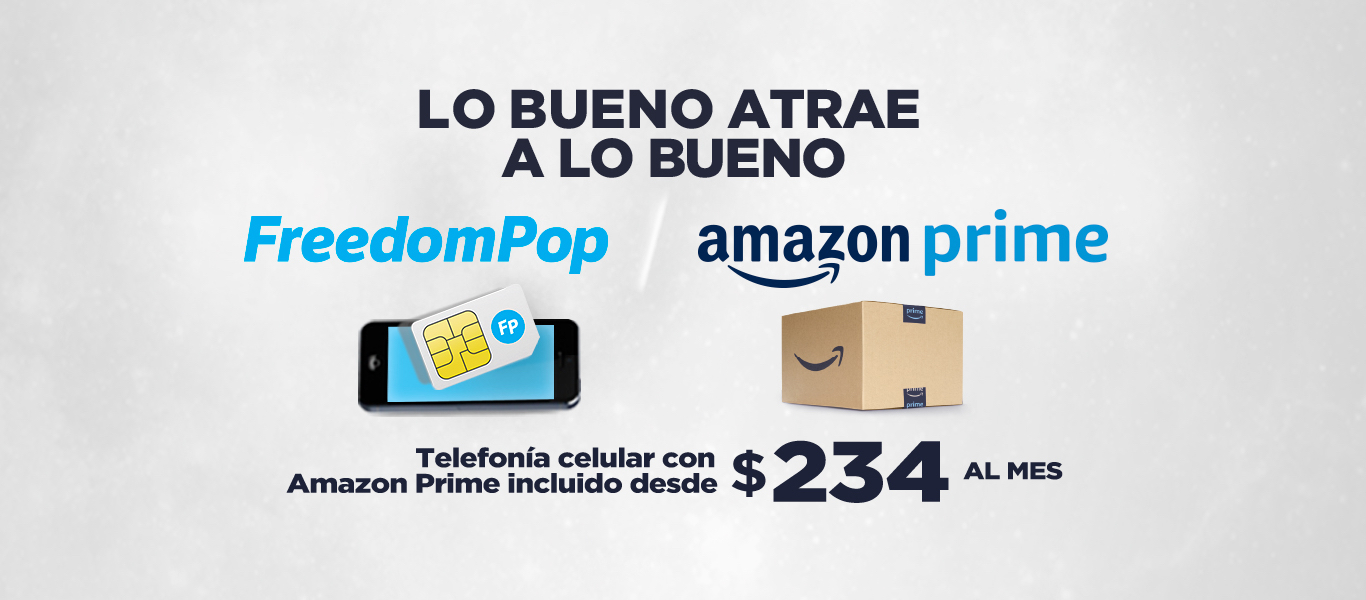 LO BUENO ATRAE
A LO BUENO
FreedomPop
amazon prime
FP
prime
prime
prime
Telefonía celular con
Amazon Prime incluido desde
$234 AL MES